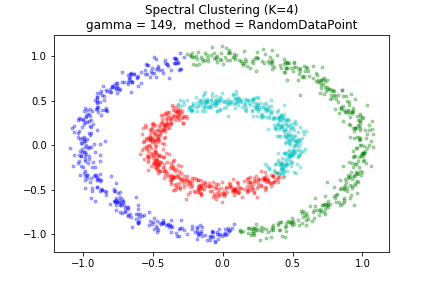 Spectral Clustering (K=4)
gamma = 149,  method = RandomDataPoint
1.0
0.5
0.0
−0.5
−1.0
−1.0 −0.5 0.0 0.5 1.0